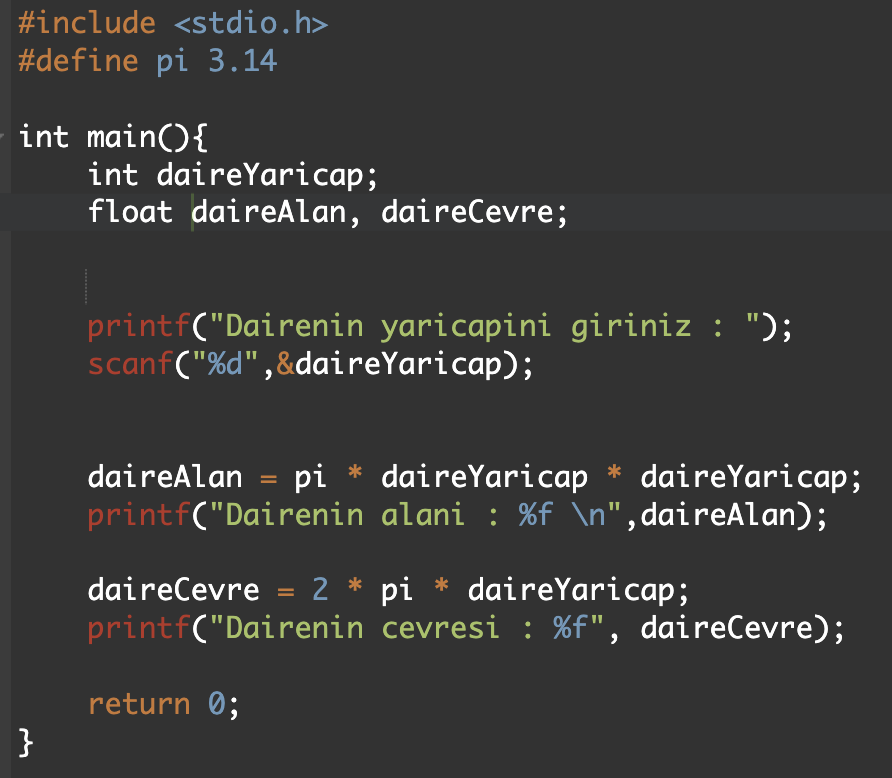 #include <stdio.h>
#define pi 3.14
int main(){
    int daireYaricap;
    float daireAlan, daireCevre;
    printf("Dairenin yaricapini giriniz : ");
    scanf("%d",&daireYaricap);
    daireAlan = pi * daireYaricap * daireYaricap;
    printf("Dairenin alani : %f \n",daireAlan);
    daireCevre = 2 * pi * daireYaricap;
    printf("Dairenin cevresi : %f", daireCevre);
    return 0;
}